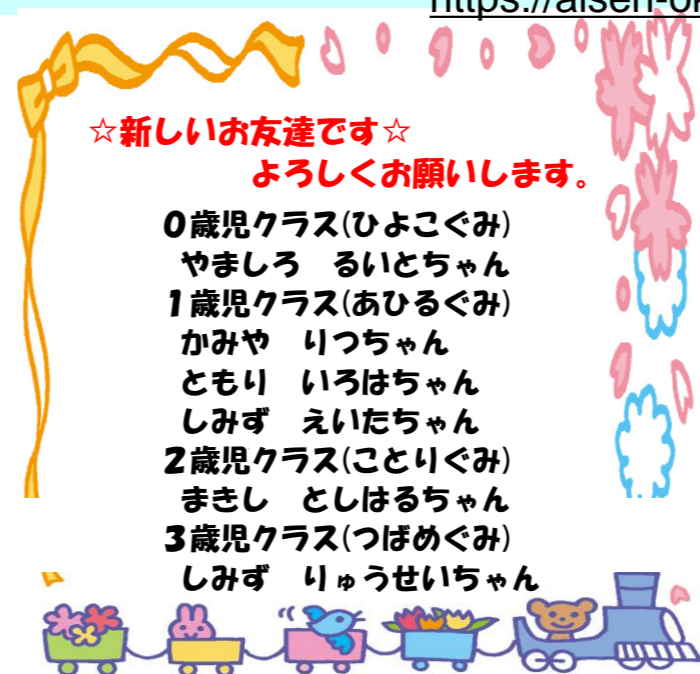 https://aisen-ok
☆新しいお友達です☆
よろしくお願いします。
0歳児クラス(ひよこぐみ)
やましろ　るいとちゃん
1歳児クラス(あひるぐみ)
かみや　りつちゃん
ともり　いろはちゃん
しみず　えいたちゃん
2歳児クラス(ことりぐみ)
まきし　としはるちゃん
3歳児クラス(つばめぐみ)
しみず　りゅうせいちゃん